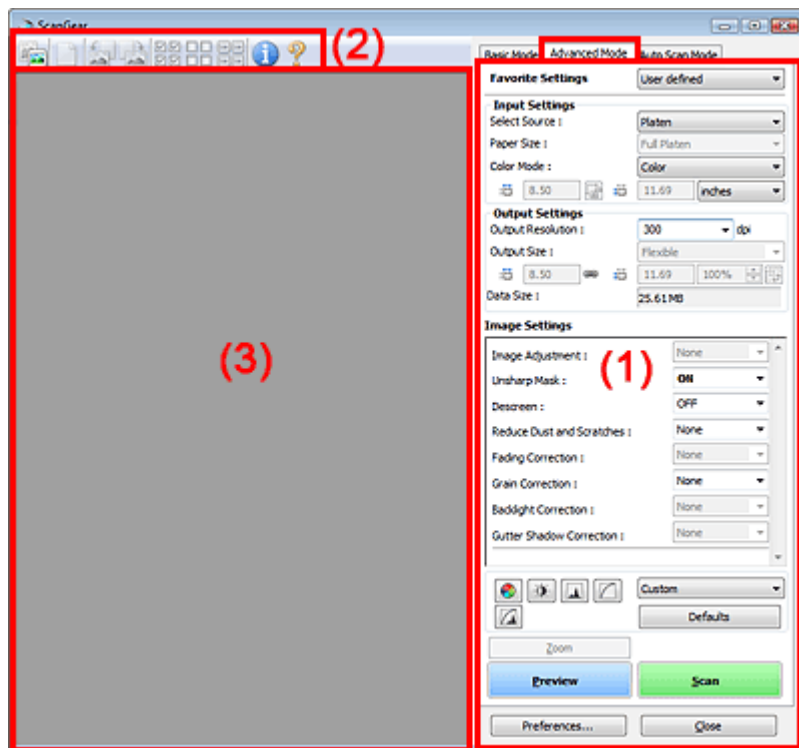 ScanGear
(2)
Basic Mode Advanced Mode Auto Scan Mode
Favorite Settings User defined
Input Settings
Select Source : Platen
Paper Size : Full Platen
Color Mode : Color
8.50 11.69 inches
Output Settings
Output Resolution : 300 dpi
Output Size : Flexible
8.50 11.69 100%
Data Size : 25.61MB
Image Settings
(3)
(1)
Image Adjustment : None
Unsharp Mask : ON
Descreen : OFF
Reduce Dust and Scratches : None
Fading Correction : None
Grain Correction : None
Backlight Correction : None
Gutter Shadow Correction : None
Custom
Defaults
Zoom
Preview Scan
Preferences... Close